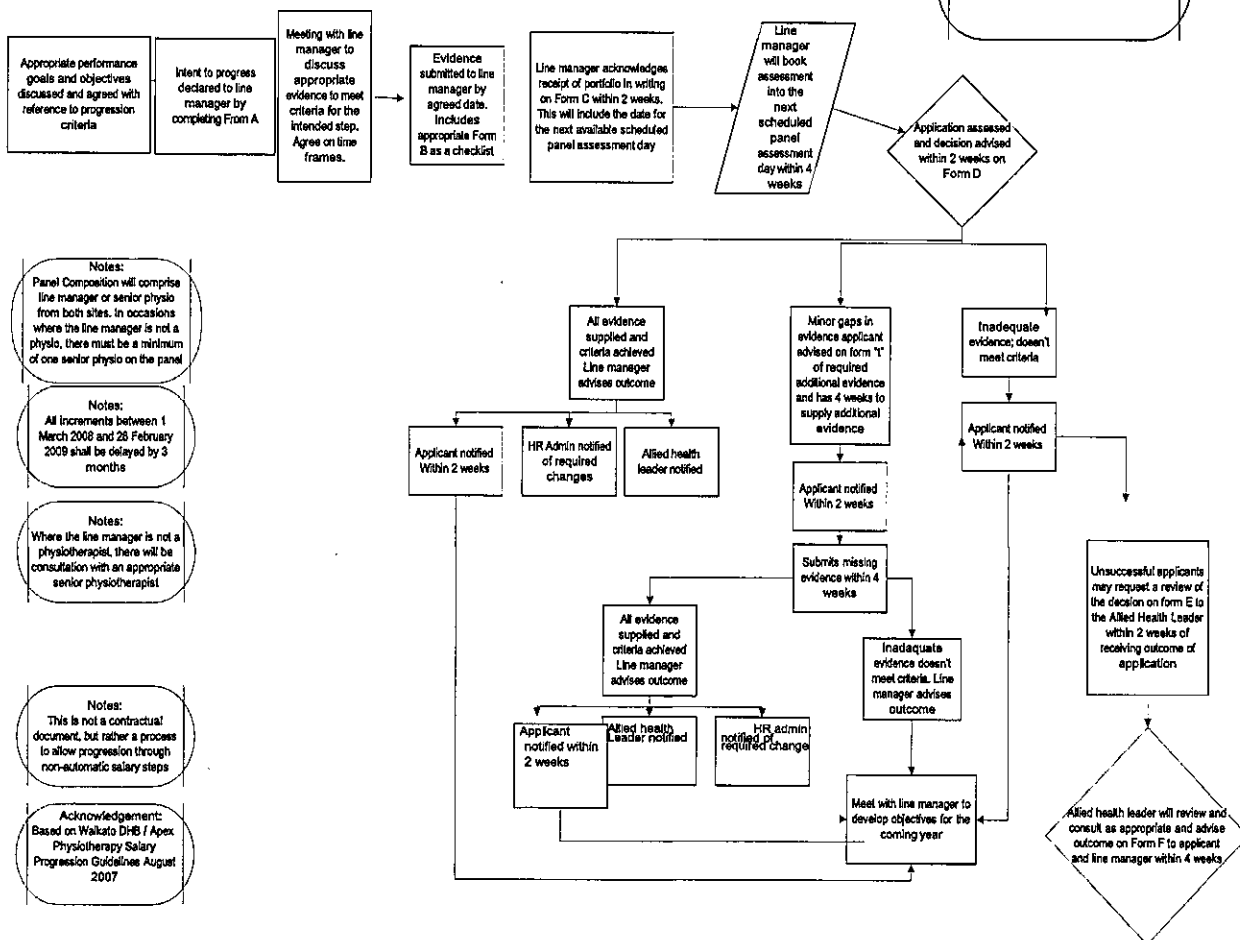 Appropriate performance
goals and objectives
discussed and agreed with
reference to progression
criteria
Intent to progress
declared to line
manager by
completing From A
Meeting with line
manager to
discuss
appropriate
evidence to meet
criteria for the
intended step.
Agree on time
frames.
Evidence
submitted to line
manager by
agreed date.
Includes
appropriate Form
B as a checklist
Line manager acknowledges
receipt of portfolio in writing
on Form C within 2 weeks.
This will include the date for
the next available scheduled
panel assessment day
Line
manager
will book
assessment
into the
next
scheduled
panel
assessment
day within 4
weeks
Application assessed
and decision advised
within 2 weeks on
Form D
Notes:
Panel Composition will comprise
line manager or senior physio
from both sites. In occasions
where the line manager is not a
physio, there must be a minimum
of one senior physio on the panel
Notes:
All increments between 1
March 2008 and 28 February
2009 shall be delayed by 3
months
Notes:
Where the line manager is not a
physiotherapist, there will be
consultation with an appropriate
senior physiotherapist
Notes:
This is not a contractual
document, but rather a process
to allow progression through
non-automatic salary steps
Acknowledgement:
Based on Waikato DHB / Apex
Physiotherapy Salary
Progression Guidelines August
2007
All evidence
supplied and
criteria achieved
Line manager
advises outcome
Applicant notified
Within 2 weeks
HR Admin notified
of required
changes
Allied health
leader notified
Minor gaps in
evidence applicant
advised on form "t"
of required
additional evidence
and has 4 weeks to
supply additional
evidence
Applicant notified
Within 2 weeks
Submits missing
evidence within 4
weeks
Inadequate
evidence; doesn't
meet criteria
Applicant notified
Within 2 weeks
All evidence
supplied and
criteria achieved
Line manager
advises outcome
Applicant
notified within
2 weeks
Allied health
Leader notified
HR admin
notified of
required change
Inadaquate
evidence doesn't
meet criteria. Line
manager advises
outcome
Meet with line manager to
develop objectives for the
coming year
Unsuccessful applicants
may request a review of
the decsion on form E to
the Allied Health Leader
within 2 weeks of
receiving outcome of
application
Allied health leader will review and
consult as appropriate and advise
outcome on Form F to applicant
and line manager within 4 weeks